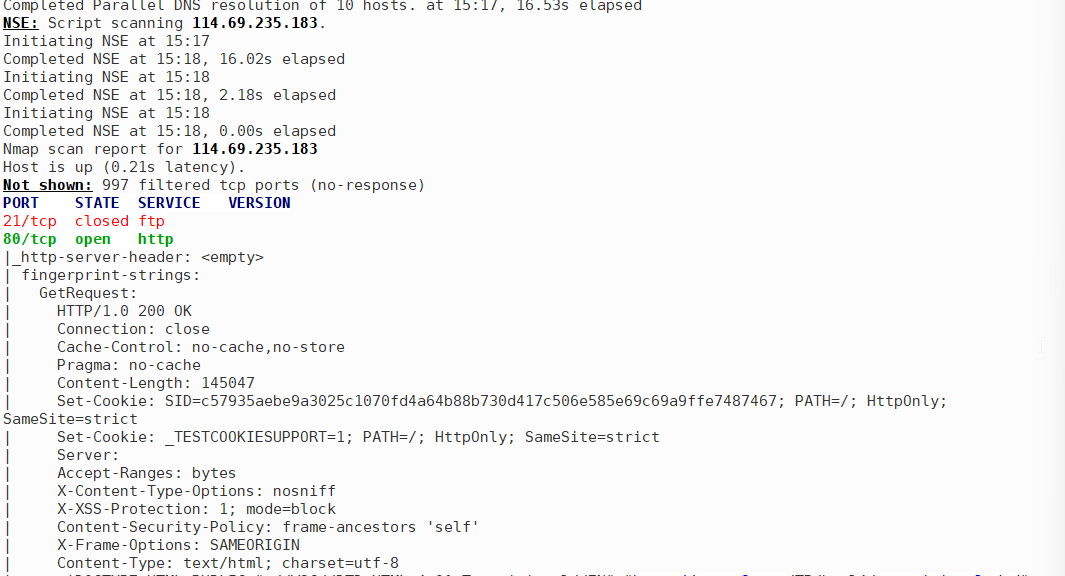 Completed Parallel DNS resolution of 10 hosts. at 15:17, 16.53s elapsed
NSE: Script scanning 114.69.235.183.
Initiating NSE at 15:17
Completed NSE at 15:18, 16.02s elapsed
Initiating NSE at 15:18
Completed NSE at 15:18, 2.18s elapsed
Initiating NSE at 15:18
Completed NSE at 15:18, 0.00s elapsed
Nmap scan report for 114.69.235.183
Host is up (0.21s latency).
Not shown: 997 filtered tcp ports (no-response)
PORT    STATE  SERVICE   VERSION
21/tcp  closed ftp
80/tcp  open   http
|_http-server-header: <empty>
| fingerprint-strings:
|   GetRequest:
|     HTTP/1.0 200 OK
|     Connection: close
|     Cache-Control: no-cache,no-store
|     Pragma: no-cache
|     Content-Length: 145047
|     Set-Cookie: SID=c57935aebe9a3025c1070fd4a64b88b730d417c506e585e69c69a9ffe7487467; PATH=/; HttpOnly;
SameSite=strict
|     Set-Cookie: _TESTCOOKIESUPPORT=1; PATH=/; HttpOnly; SameSite=strict
|     Server:
|     Accept-Ranges: bytes
|     X-Content-Type-Options: nosniff
|     X-XSS-Protection: 1; mode=block
|     Content-Security-Policy: frame-ancestors 'self'
|     X-Frame-Options: SAMEORIGIN
|     Content-Type: text/html; charset=utf-8